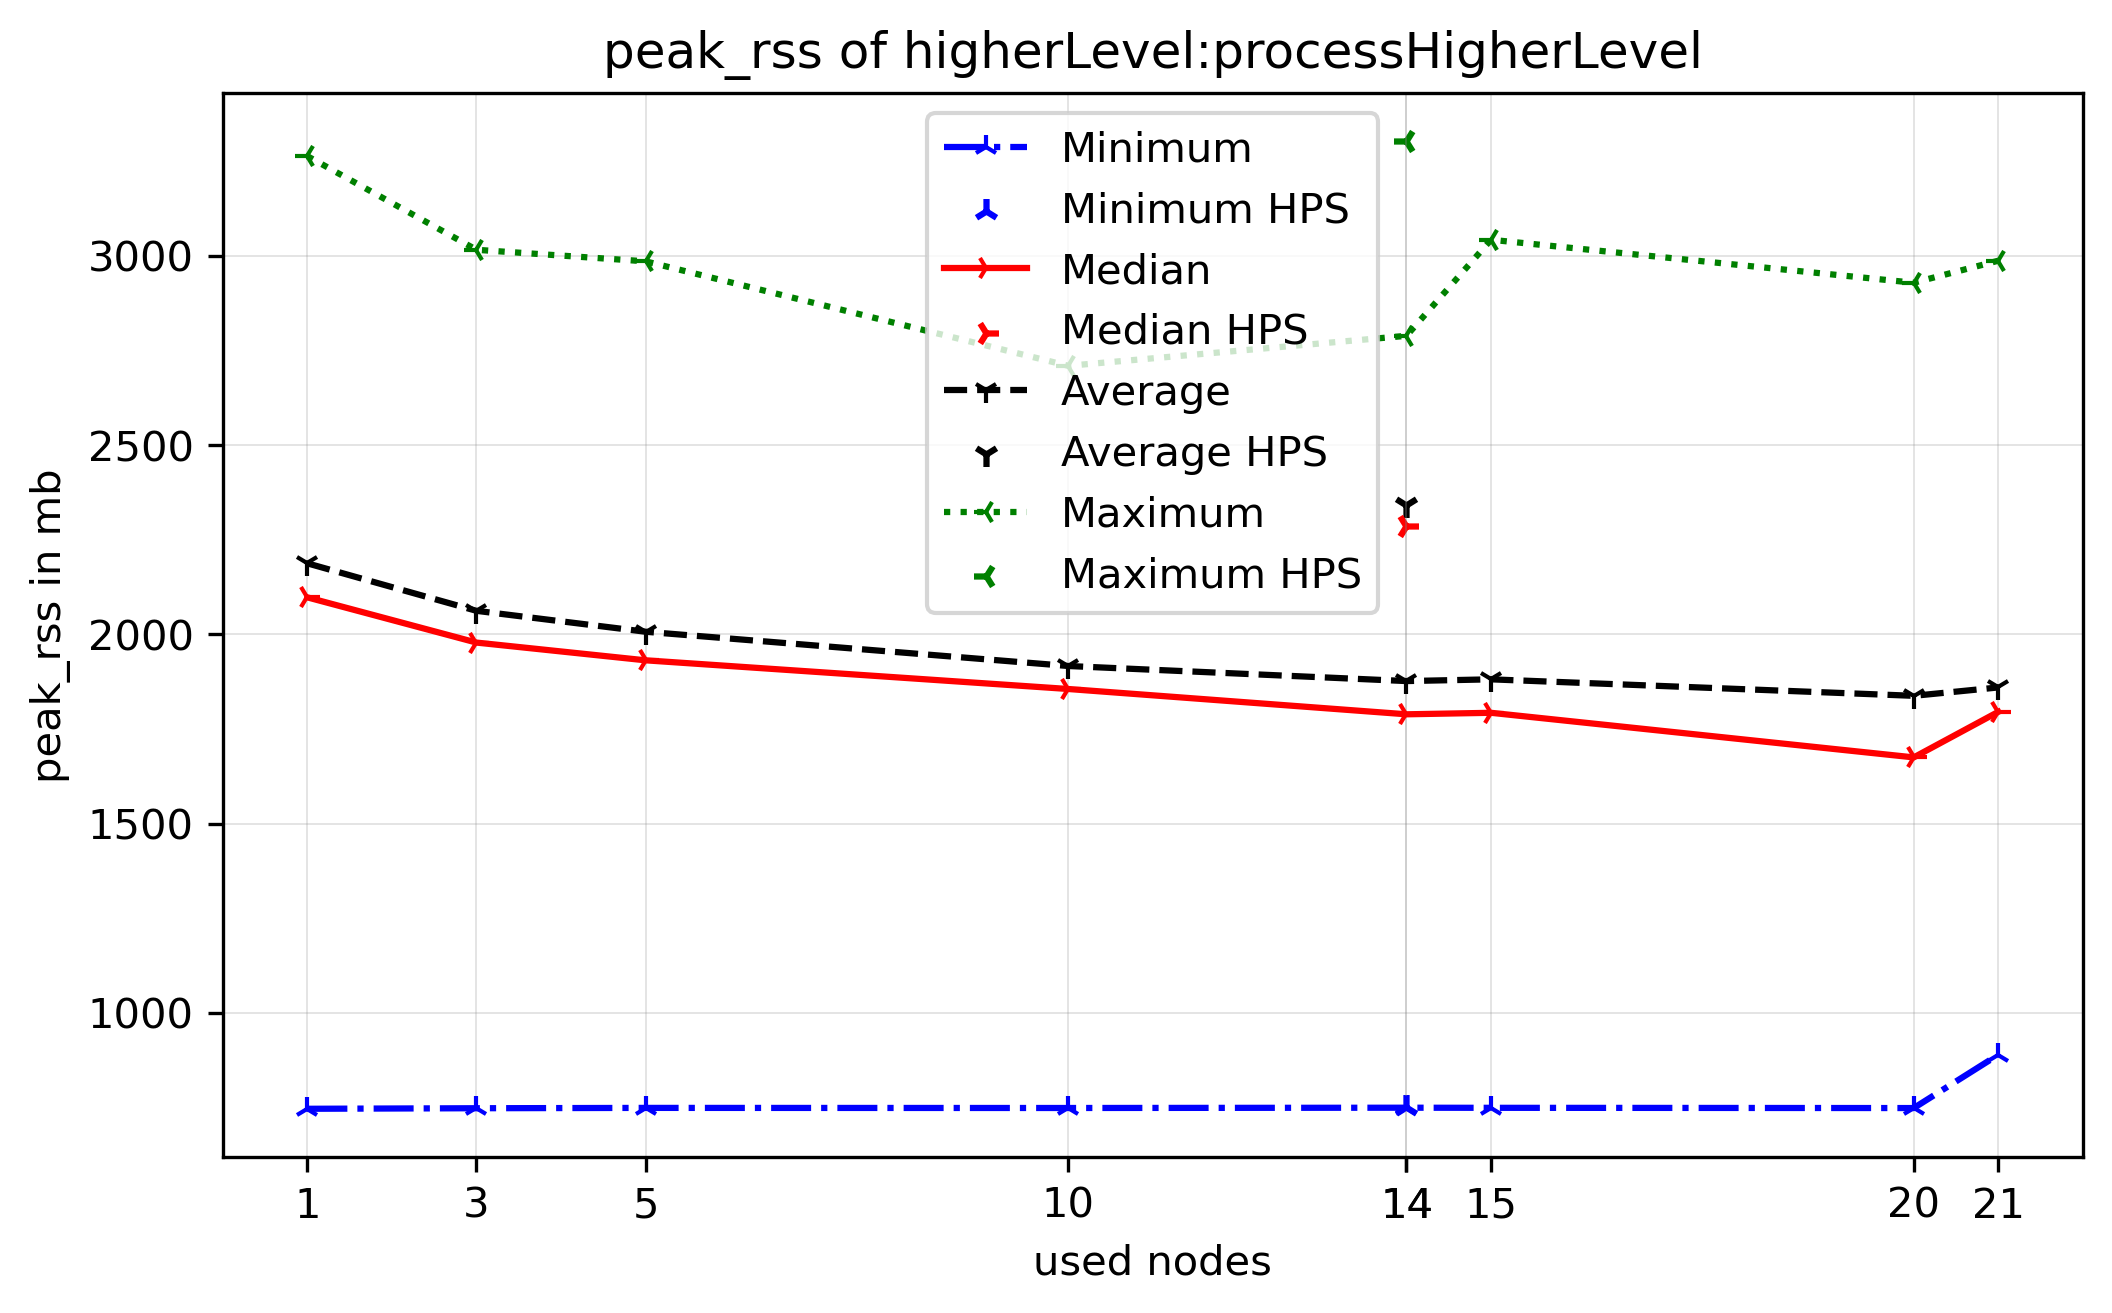 peak_rss of higherLevel:processHigherLevel
Minimum
Minimum HPS
Median
Median HPS
Average
Average HPS
Maximum
Maximum HPS
peak_rss in mb
3000
2500
2000
1500
1000
1 3 5 10 14 15 20 21
used nodes